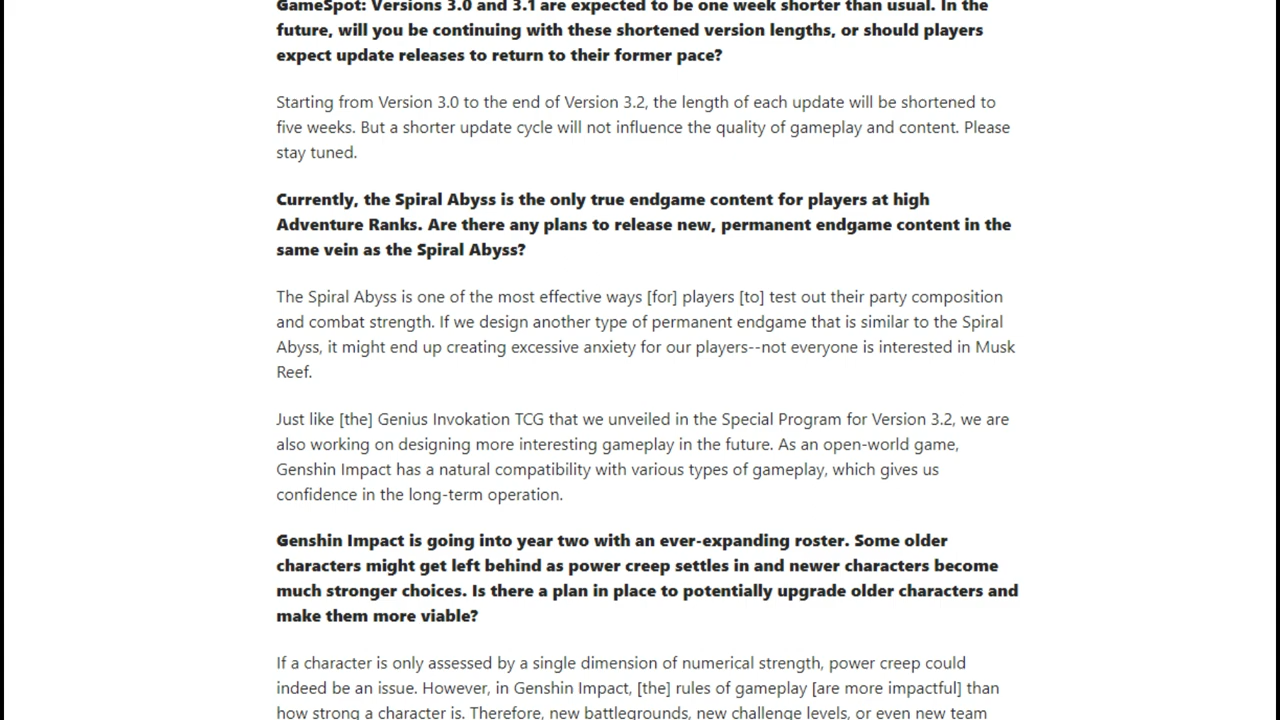 GameSpot: Versions 3.0 and 3.1 are expected to be one week shorter than usual. In the
future, will you be continuing with these shortened version lengths, or should players
expect update releases to return to their former pace?
Starting from Version 3.0 to the end of Version 3.2, the length of each update will be shortened to
five weeks. But a shorter update cycle will not influence the quality of gameplay and content. Please
stay tuned.
Currently, the Spiral Abyss is the only true endgame content for players at high
Adventure Ranks. Are there any plans to release new, permanent endgame content in the
same vein as the Spiral Abyss?
The Spiral Abyss is one of the most effective ways [for] players [to] test out their party composition
and combat strength. If we design another type of permanent endgame that is similar to the Spiral
Abyss, it might end up creating excessive anxiety for our players--not everyone is interested in Musk
Reef.
Just like [the] Genius Invokation TCG that we unveiled in the Special Program for Version 3.2, we are
also working on designing more interesting gameplay in the future. As an open-world game,
Genshin Impact has a natural compatibility with various types of gameplay, which gives us
confidence in the long-term operation.
Genshin Impact is going into year two with an ever-expanding roster. Some older
characters might get left behind as power creep settles in and newer characters become
much stronger choices. Is there a plan in place to potentially upgrade older characters and
make them more viable?
If a character is only assessed by a single dimension of numerical strength, power creep could
indeed be an issue. However, in Genshin Impact, [the] rules of gameplay [are more impactful] than
how strong a character is. Therefore, new battlegrounds, new challenge levels, or even new team